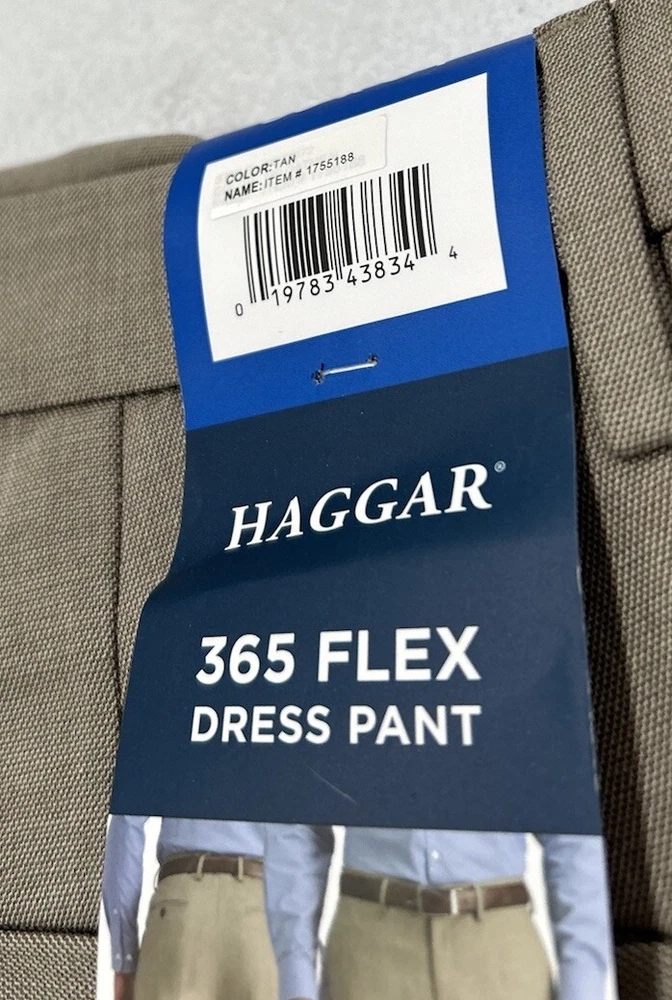 COLOR:TAN
NAME:ITEM # 1755188
0 19783 43834 4
HAGGAR®
365 FLEX
DRESS PANT